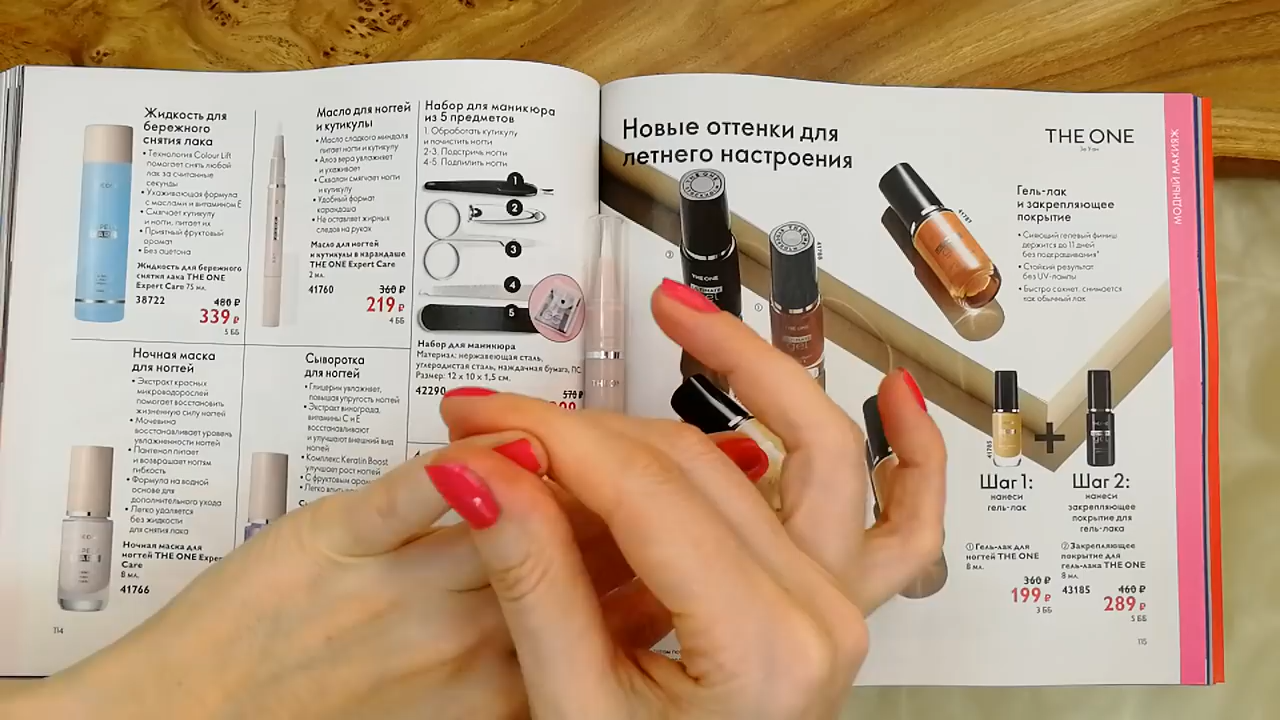 Жидкость для
бережного
снятия лака
• Технология Colour Lift
помогает снять любой
лак за считанные
секунды
• Ухаживающая формула
с маслами и витамином Е
• Смягчает кутикулу
и ногти, питает их
• Приятный фруктовый
аромат
• Без ацетона
Жидкость для бережного
снятия лака THE ONE
Expert Care 75 мл.
38722
480 ₽
339 ₽
5 ББ
Масло для ногтей
и кутикулы
• Масло сладкого миндаля
питает ногти и кутикулу
• Алоэ вера увлажняет
и ухаживает
• Сквалан смягчает ногти
и кутикулу
• Удобный формат
карандаша
• Не оставляет жирных
следов на руках
Масло для ногтей
и кутикулы в карандаше
THE ONE Expert Care
2 мл.
41760
360 ₽
219 ₽
4 ББ
Набор для маникюра
из 5 предметов
1. Обработать кутикулу
и почистить ногти
2-3. Подстричь ногти
4-5. Подпилить ногти
1
2
3
4
5
Набор для маникюра
Материал: нержавеющая сталь,
углеродистая сталь, наждачная бумага, ПС.
Размер: 12 х 10 х 1,5 см.
42290
570 ₽
Ночная маска
для ногтей
• Экстракт красных
микроводорослей
помогает восстановить
жизненную силу ногтей
• Мочевина
восстанавливает уровень
увлажненности ногтей
• Пантенол питает
и возвращает ногтям
гибкость
• Формула на водной
основе для
дополнительного ухода
• Легко удаляется
без жидкости
для снятия лака
Ночная маска для
ногтей THE ONE Expert
Care
8 мл.
41766
Сыворотка
для ногтей
• Глицерин увлажняет,
повышая упругость ногтей
• Экстракт винограда,
витамины С и Е
восстанавливают
и улучшают внешний вид
ногтей
• Комплекс Keratin Boost
улучшает рост ногтей
• С фруктовым
• Легко
114
Новые оттенки для
летнего настроения
THE ONE
THE ONE
THE ONE
gel
THE ONE
Гель-лак
и закрепляющее
покрытие
• Сияющий гелевый финиш
держится до 11 дней
без подкрашивания*
• Стойкий результат
без UV-лампы
• Быстро сохнет, снимается
как обычный лак
41787
41785
+
Шаг 1:
нанеси
гель-лак
Шаг 2:
нанеси
закрепляющее
покрытие для
гель-лака
① Гель-лак для
ногтей THE ONE
8 мл.
360 ₽
199 ₽
3 ББ
② Закрепляющее
покрытие для
гель-лака THE ONE
8 мл.
43185
460 ₽
289 ₽
5 ББ
115
МОДНЫЙ МАКИЯЖ